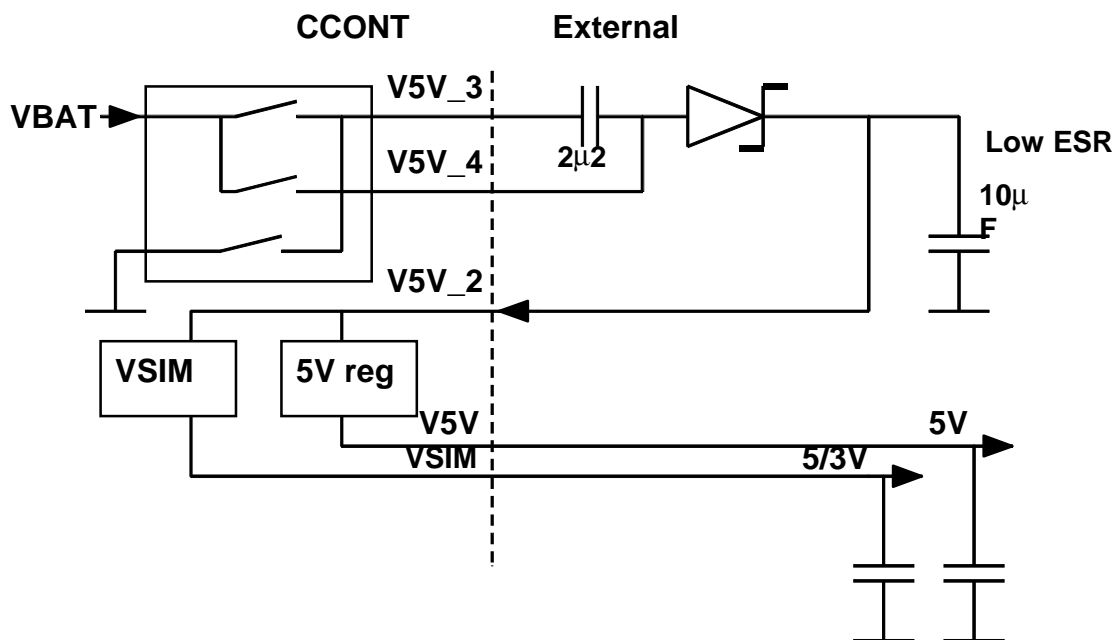 CCONT
External
V5V_3
VBAT
2μ2
V5V_4
Low ESR
10μ
F
V5V_2
VSIM
5V reg
V5V
5V
VSIM
5/3V